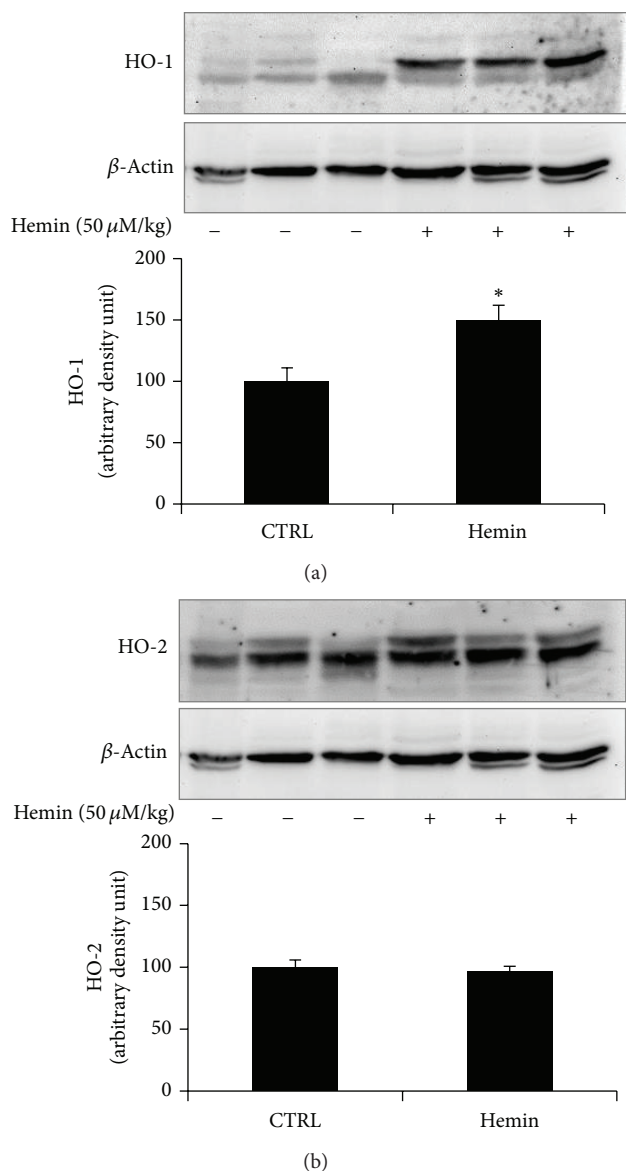 HO-1
β-Actin
Hemin (50 μM/kg) − − − + + +
200
150
100
50
0
HO-1
(arbitrary density unit)
*
CTRL Hemin
(a)
HO-2
β-Actin
Hemin (50 μM/kg) − − − + + +
200
150
100
50
0
HO-2
(arbitrary density unit)
CTRL Hemin
(b)